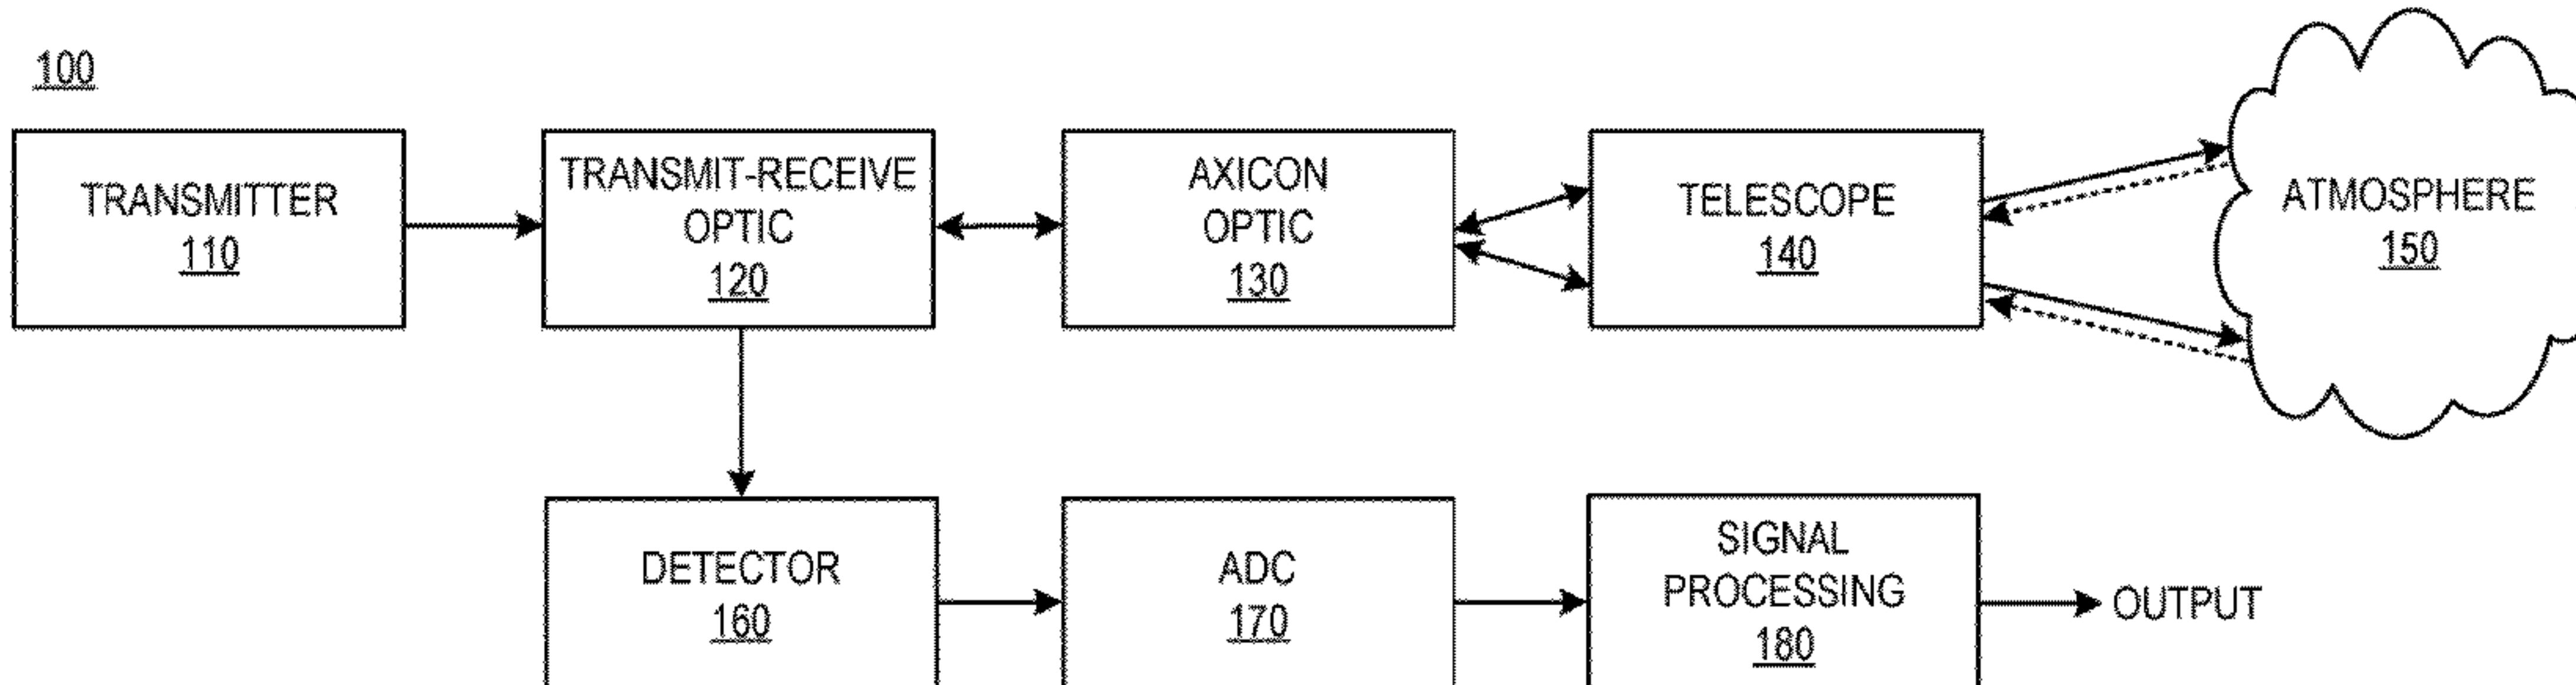 100
TRANSMITTER
110
TRANSMIT-RECEIVE
OPTIC
120
AXICON
OPTIC
130
TELESCOPE
140
ATMOSPHERE
150
DETECTOR
160
ADC
170
SIGNAL
PROCESSING
180
OUTPUT